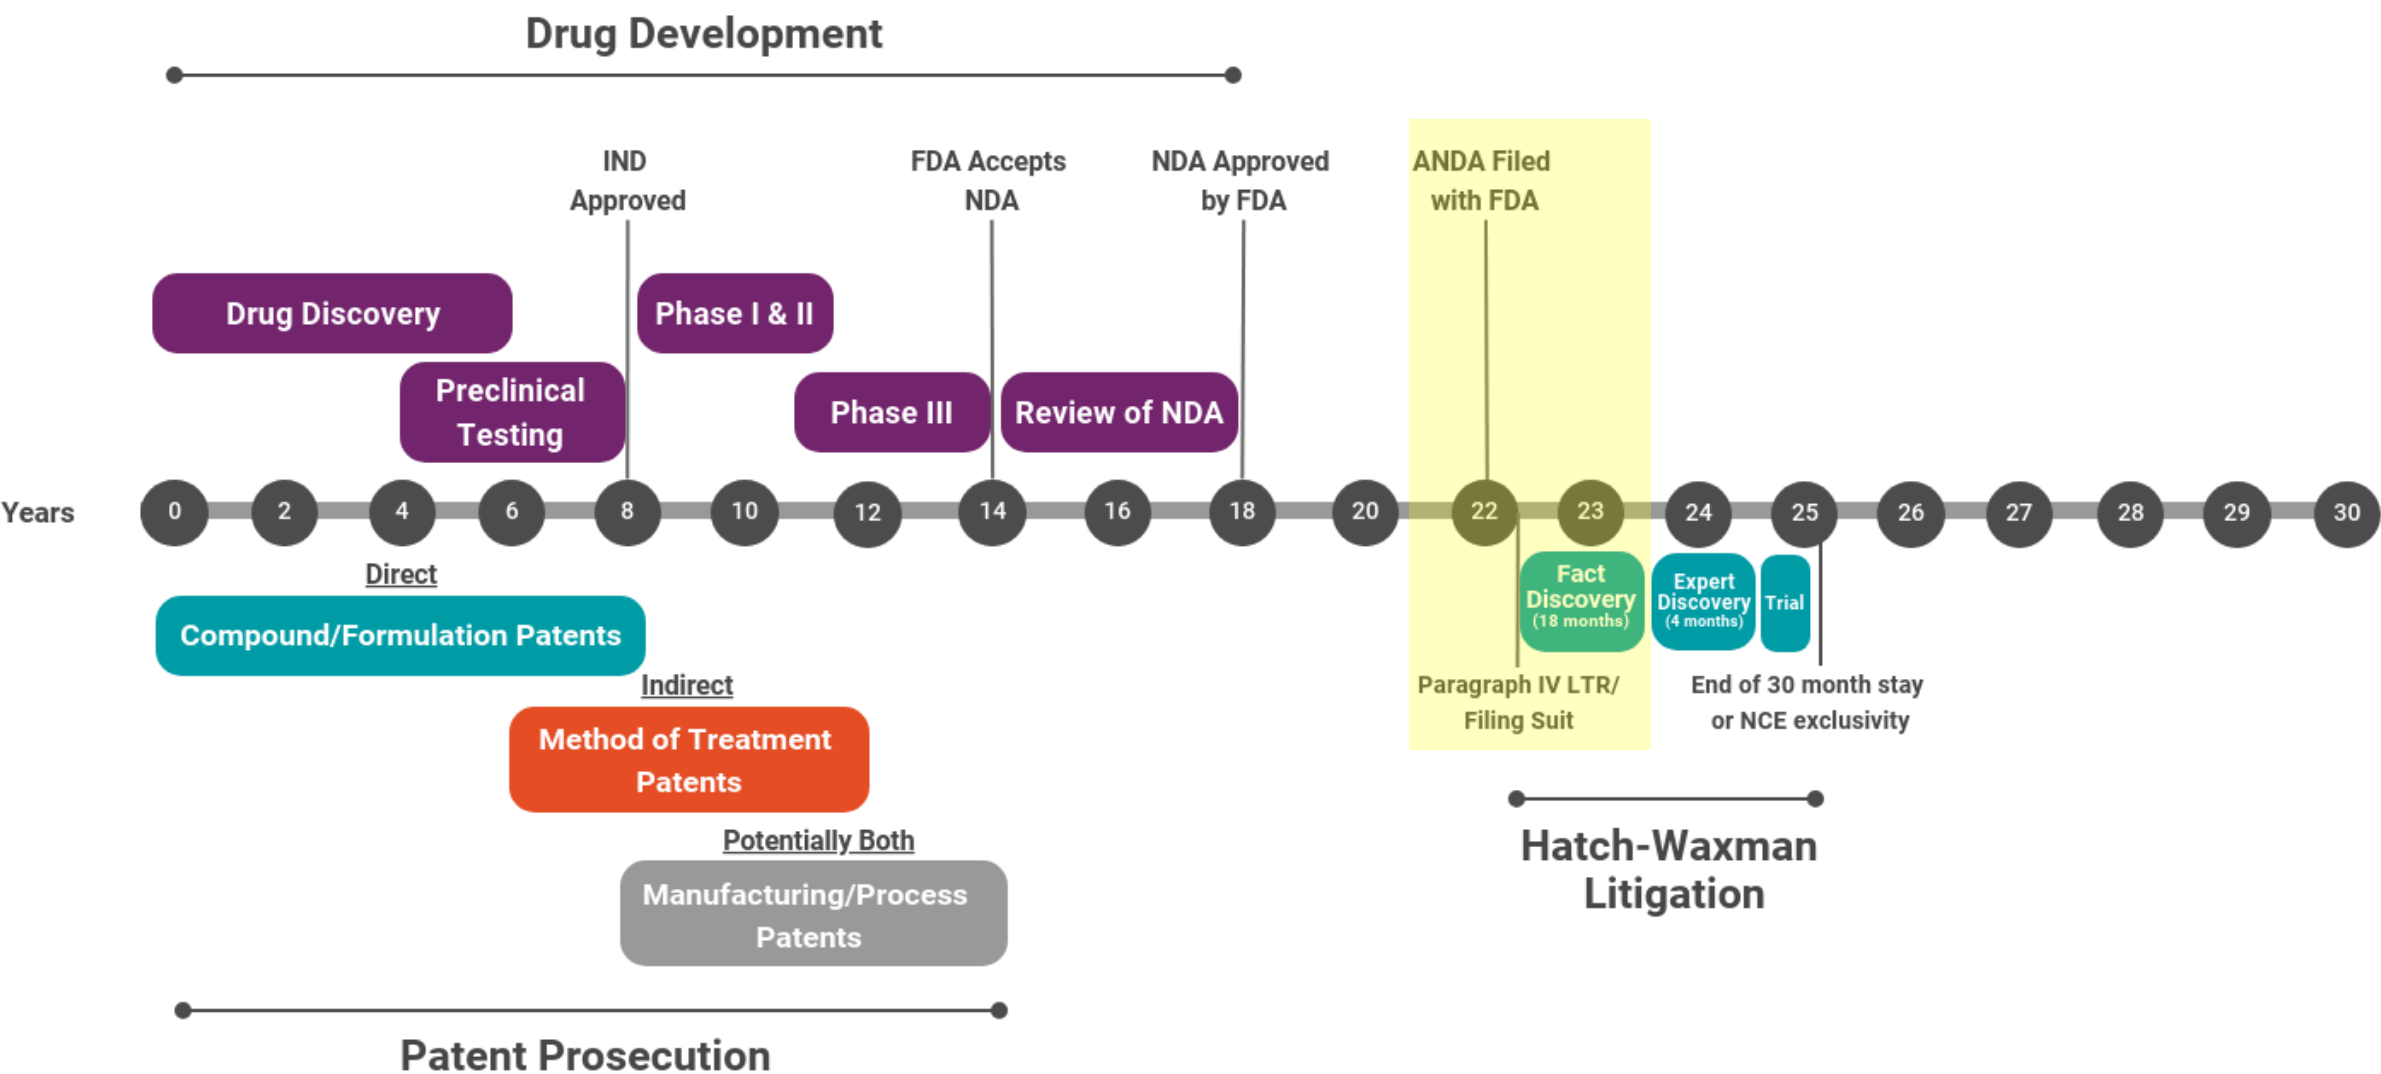 Drug Development
IND
Approved
FDA Accepts
NDA
NDA Approved
by FDA
ANDA Filed
with FDA
Drug Discovery
Phase I & II
Preclinical
Testing
Phase III
Review of NDA
Years
0
2
4
6
8
10
12
14
16
18
20
22
23
24
25
26
27
28
29
30
Direct
Compound/Formulation Patents
Indirect
Method of Treatment
Patents
Potentially Both
Manufacturing/Process
Patents
Patent Prosecution
Fact
Discovery
(18 months)
Expert
Discovery
(4 months)
Trial
Paragraph IV LTR/
Filing Suit
End of 30 month stay
or NCE exclusivity
Hatch-Waxman
Litigation